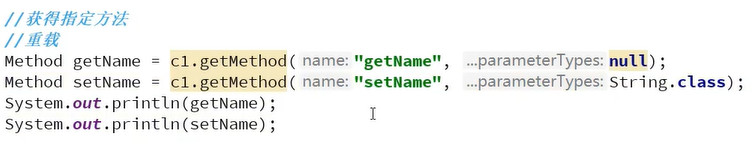 //获得指定方法
//重载
Method getName = c1.getMethod( name: "getName", ...parameterTypes: null);
Method setName = c1.getMethod( name: "setName", ...parameterTypes: String.class);
System.out.println(getName);
System.out.println(setName);